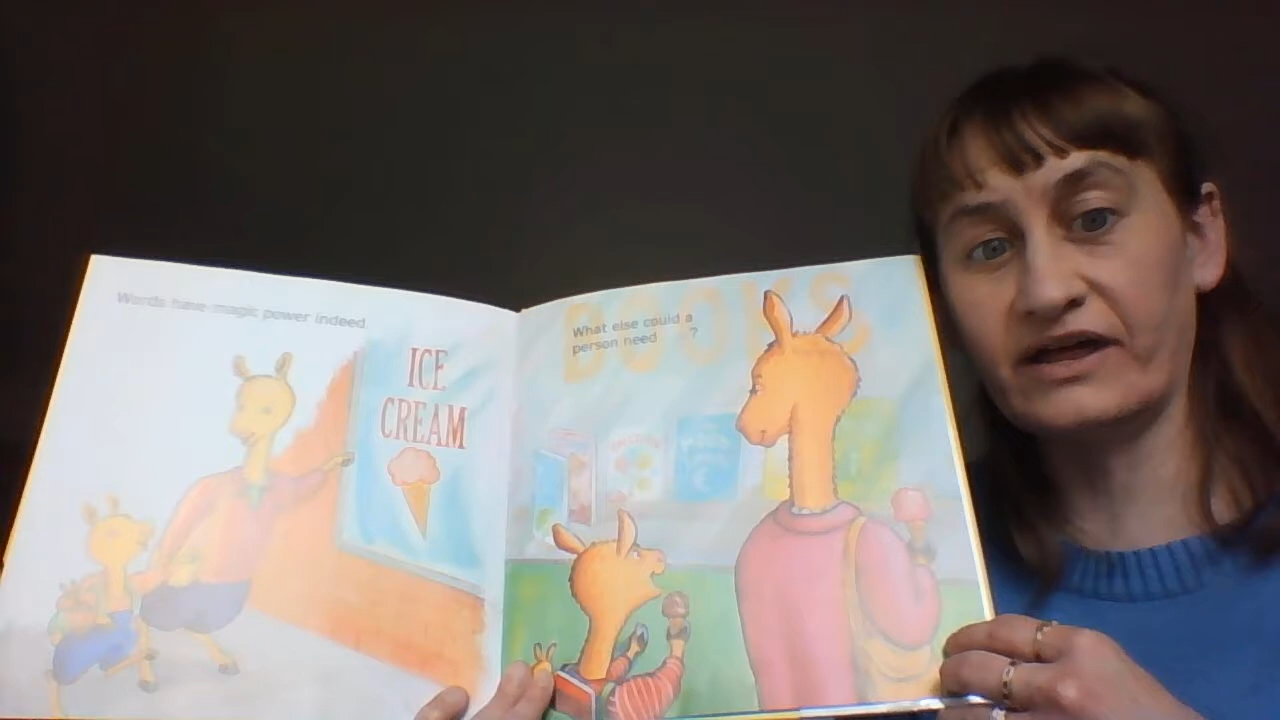 Words have magic power indeed.
ICE
CREAM
BOOKS
What else could a
person need ?